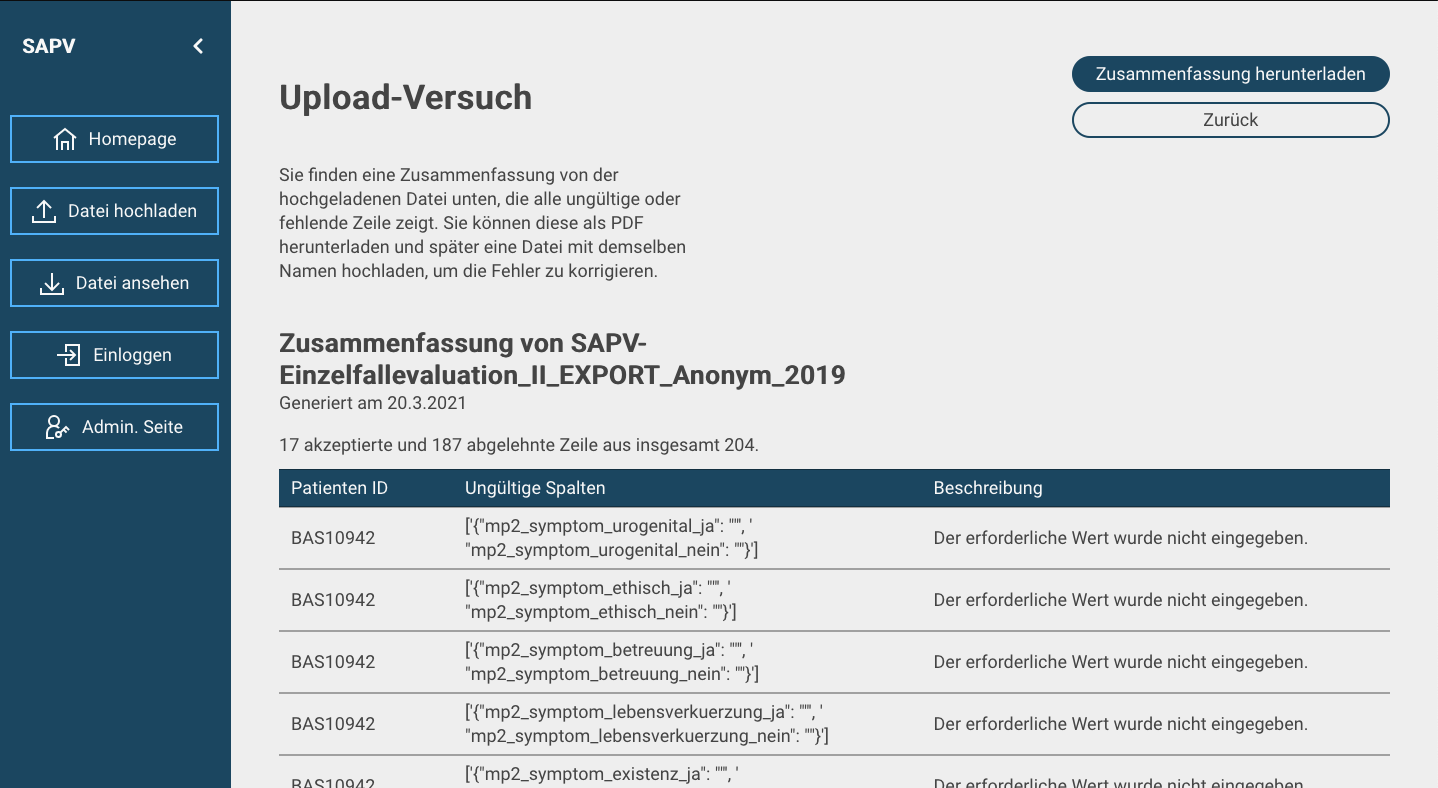 SAPV
Homepage
Datei hochladen
Datei ansehen
Einloggen
Admin. Seite
Zusammenfassung herunterladen
Zurück
Upload-Versuch
Sie finden eine Zusammenfassung von der
hochgeladenen Datei unten, die alle ungültige oder
fehlende Zeile zeigt. Sie können diese als PDF
herunterladen und später eine Datei mit demselben
Namen hochladen, um die Fehler zu korrigieren.
Zusammenfassung von SAPV-
Einzelfallevaluation_II_EXPORT_Anonym_2019
Generiert am 20.3.2021
17 akzeptierte und 187 abgelehnte Zeile aus insgesamt 204.
Patienten ID Ungültige Spalten Beschreibung
BAS10942
['{"mp2_symptom_urogenital_ja": ""', '
"mp2_symptom_urogenital_nein": ""}']
Der erforderliche Wert wurde nicht eingegeben.
BAS10942
['{"mp2_symptom_ethisch_ja": ""', '
"mp2_symptom_ethisch_nein": ""}']
Der erforderliche Wert wurde nicht eingegeben.
BAS10942
['{"mp2_symptom_betreuung_ja": ""', '
"mp2_symptom_betreuung_nein": ""}']
Der erforderliche Wert wurde nicht eingegeben.
BAS10942
['{"mp2_symptom_lebensverkuerzung_ja": ""', '
"mp2_symptom_lebensverkuerzung_nein": ""}']
Der erforderliche Wert wurde nicht eingegeben.
BAS10942
['{"mp2_symptom_existenz_ja": ""', '
Der erforderliche Wert wurde nicht eingegeben.